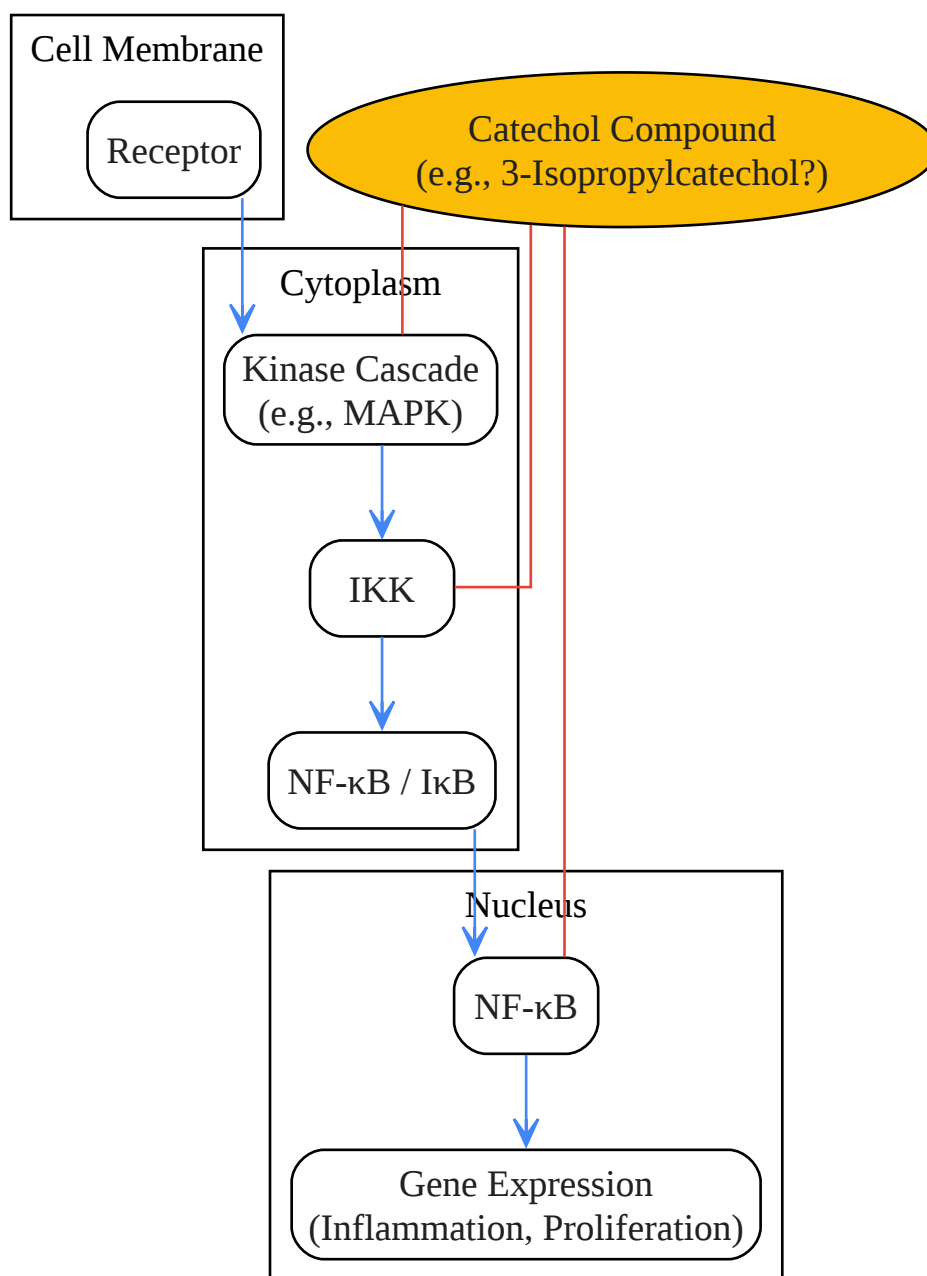 Cell Membrane
Receptor
Catechol Compound
(e.g., 3-Isopropylcatechol?)
Cytoplasm
Kinase Cascade
(e.g., MAPK)
IKK
NF-κB / IκB
Nucleus
NF-κB
Gene Expression
(Inflammation, Proliferation)